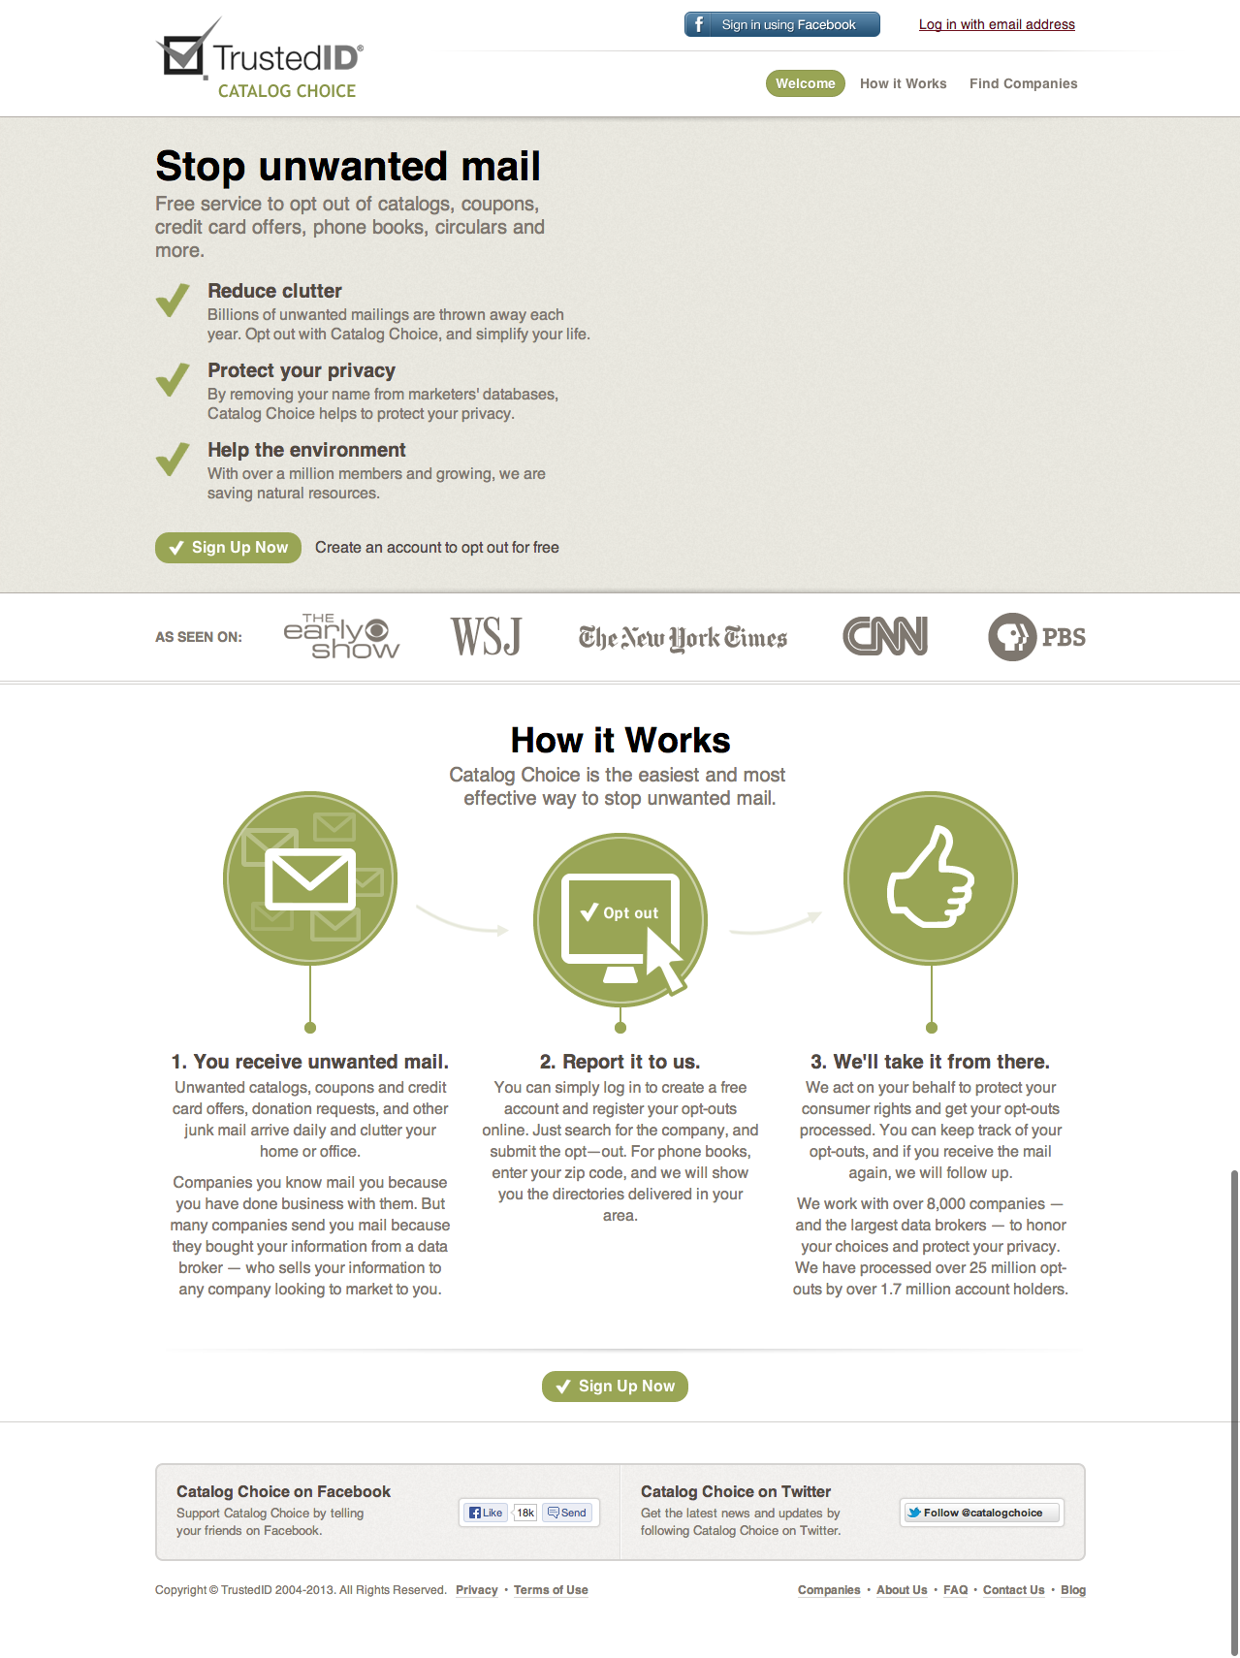 Sign in using Facebook
Log in with email address
TrustedID®
CATALOG CHOICE
Welcome
How it Works
Find Companies
Stop unwanted mail
Free service to opt out of catalogs, coupons,
credit card offers, phone books, circulars and
more.
Reduce clutter
Billions of unwanted mailings are thrown away each
year. Opt out with Catalog Choice, and simplify your life.
Protect your privacy
By removing your name from marketers' databases,
Catalog Choice helps to protect your privacy.
Help the environment
With over a million members and growing, we are
saving natural resources.
Sign Up Now
Create an account to opt out for free
AS SEEN ON:
THE
early
show
WSJ
The New York Times
CNN
PBS
How it Works
Catalog Choice is the easiest and most
effective way to stop unwanted mail.
Opt out
1. You receive unwanted mail.
Unwanted catalogs, coupons and credit
card offers, donation requests, and other
junk mail arrive daily and clutter your
home or office.
Companies you know mail you because
you have done business with them. But
many companies send you mail because
they bought your information from a data
broker — who sells your information to
any company looking to market to you.
2. Report it to us.
You can simply log in to create a free
account and register your opt-outs
online. Just search for the company, and
submit the opt—out. For phone books,
enter your zip code, and we will show
you the directories delivered in your
area.
3. We'll take it from there.
We act on your behalf to protect your
consumer rights and get your opt-outs
processed. You can keep track of your
opt-outs, and if you receive the mail
again, we will follow up.
We work with over 8,000 companies —
and the largest data brokers — to honor
your choices and protect your privacy.
We have processed over 25 million opt-
outs by over 1.7 million account holders.
Sign Up Now
Catalog Choice on Facebook
Support Catalog Choice by telling
your friends on Facebook.
Like
18k
Send
Catalog Choice on Twitter
Get the latest news and updates by
following Catalog Choice on Twitter.
Follow @catalogchoice
Copyright © TrustedID 2004-2013. All Rights Reserved. Privacy • Terms of Use
Companies • About Us • FAQ • Contact Us • Blog